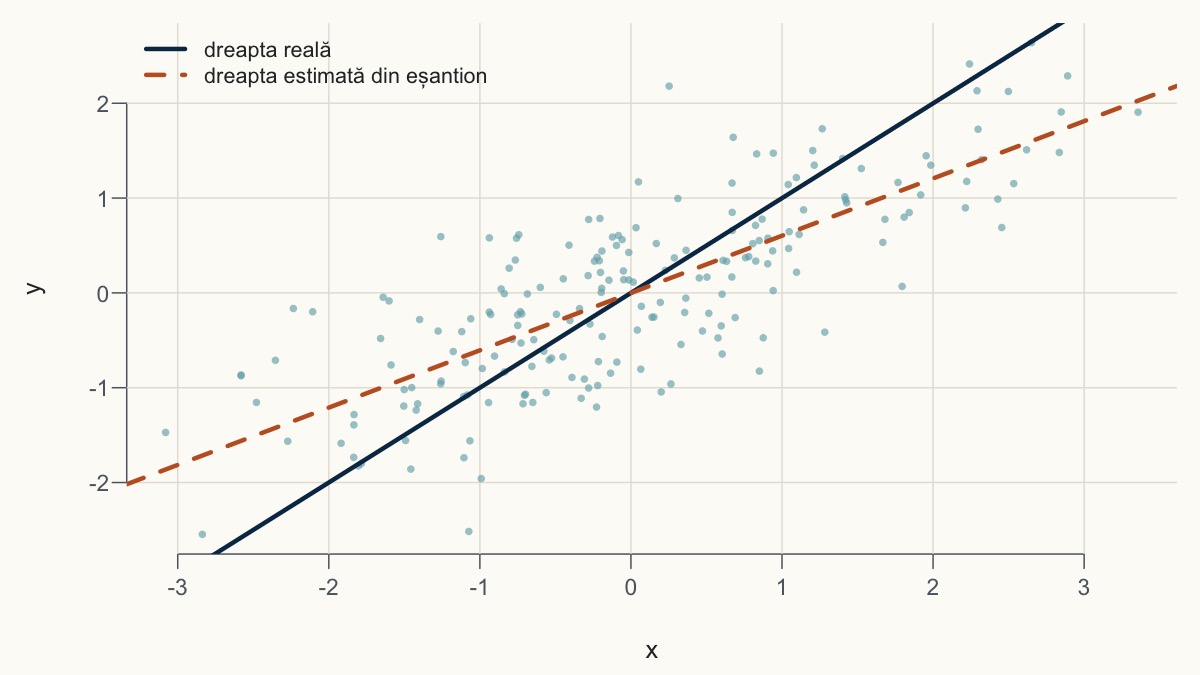 dreapta reală
dreapta estimată din eșantion
2
1
0
-1
-2
y
-3 -2 -1 0 1 2 3
x